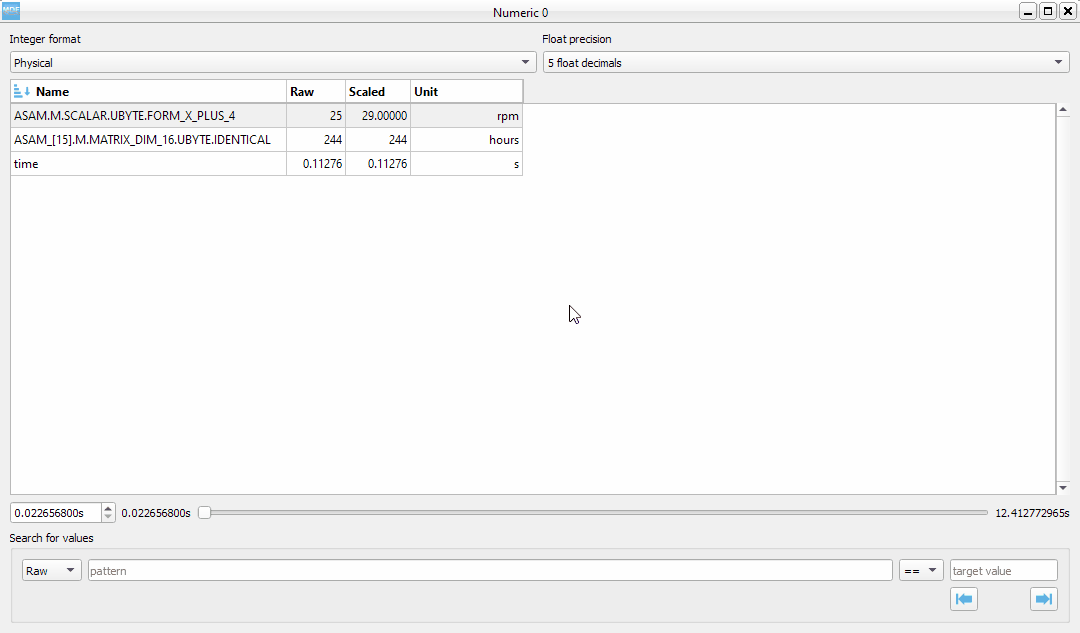 MDF
Numeric 0
Integer format
Float precision
Physical
5 float decimals
Name Raw Scaled Unit
ASAM.M.SCALAR.UBYTE.FORM_X_PLUS_4 25 29.00000 rpm
ASAM_[15].M.MATRIX_DIM_16.UBYTE.IDENTICAL 244 244 hours
time 0.11276 0.11276 s
0.022656800s 0.022656800s 12.412772965s
Search for values
Raw pattern == target value